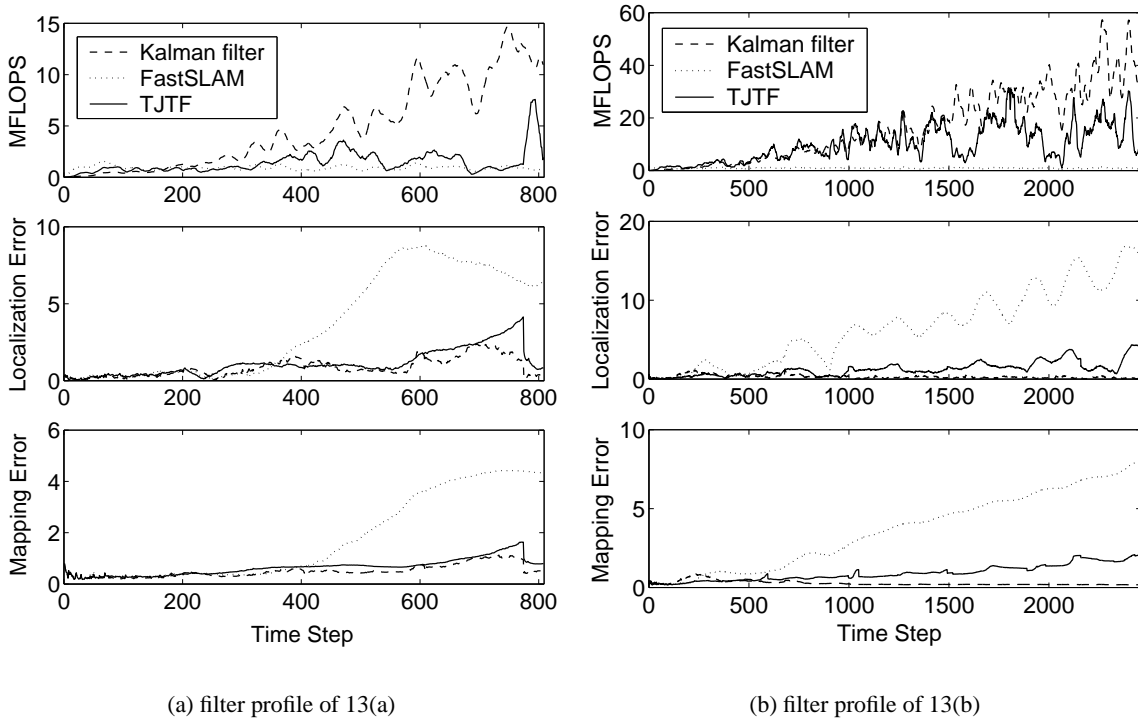 15
10
5
0
MFLOPS
Kalman filter
FastSLAM
TJTF
0 200 400 600 800
10
5
0
Localization Error
0 200 400 600 800
6
4
2
0
Mapping Error
0 200 400 600 800
Time Step
(a) filter profile of 13(a)
60
40
20
0
MFLOPS
Kalman filter
FastSLAM
TJTF
0 500 1000 1500 2000
20
10
0
Localization Error
0 500 1000 1500 2000
10
5
0
Mapping Error
0 500 1000 1500 2000
Time Step
(b) filter profile of 13(b)